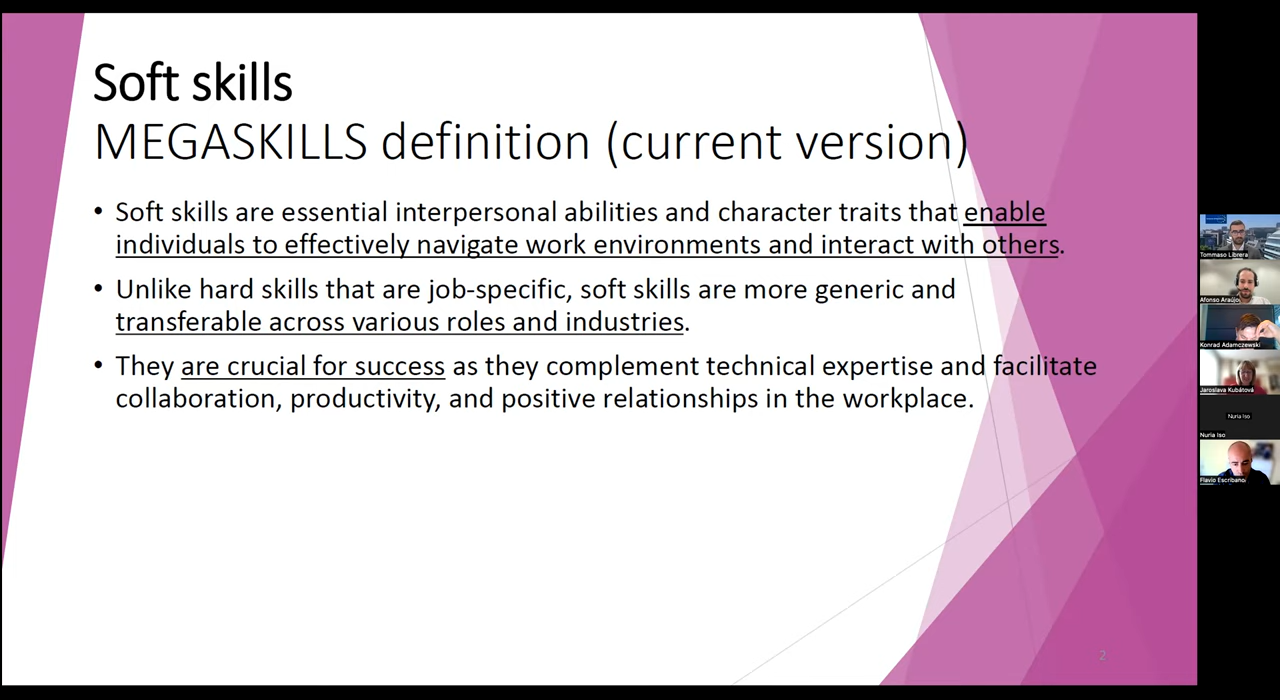 Soft skills
MEGASKILLS definition (current version)
• Soft skills are essential interpersonal abilities and character traits that enable
individuals to effectively navigate work environments and interact with others.
• Unlike hard skills that are job-specific, soft skills are more generic and
transferable across various roles and industries.
• They are crucial for success as they complement technical expertise and facilitate
collaboration, productivity, and positive relationships in the workplace.
2
Tommaso Librera
Afonso Araújo
Konrad Adamczewski
Jaroslava Kubátová
Nuria Iso
Nuria Iso
Flavio Escribano